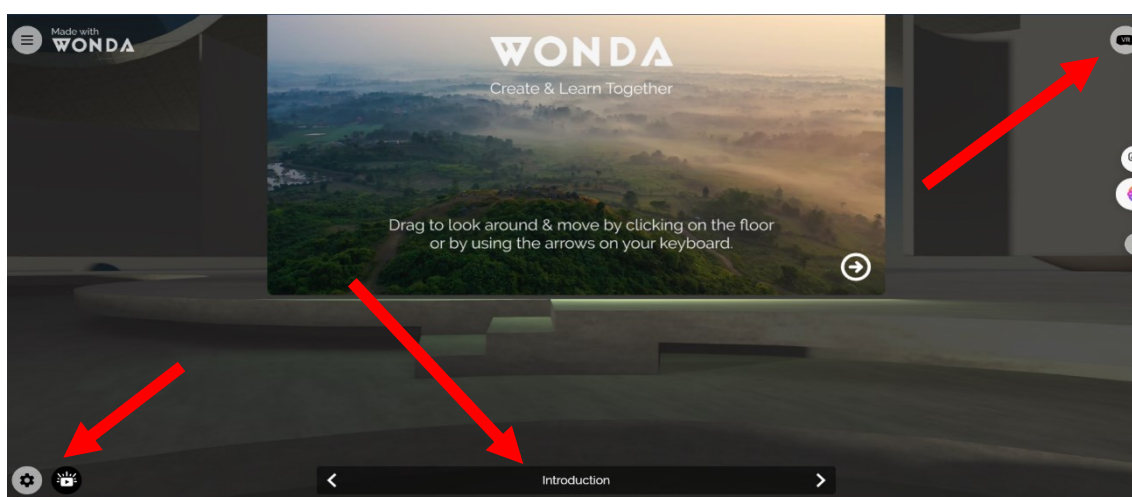 Made with
WONDA
WONDA
Create & Learn Together
VR
Drag to look around & move by clicking on the floor
or by using the arrows on your keyboard.
Introduction